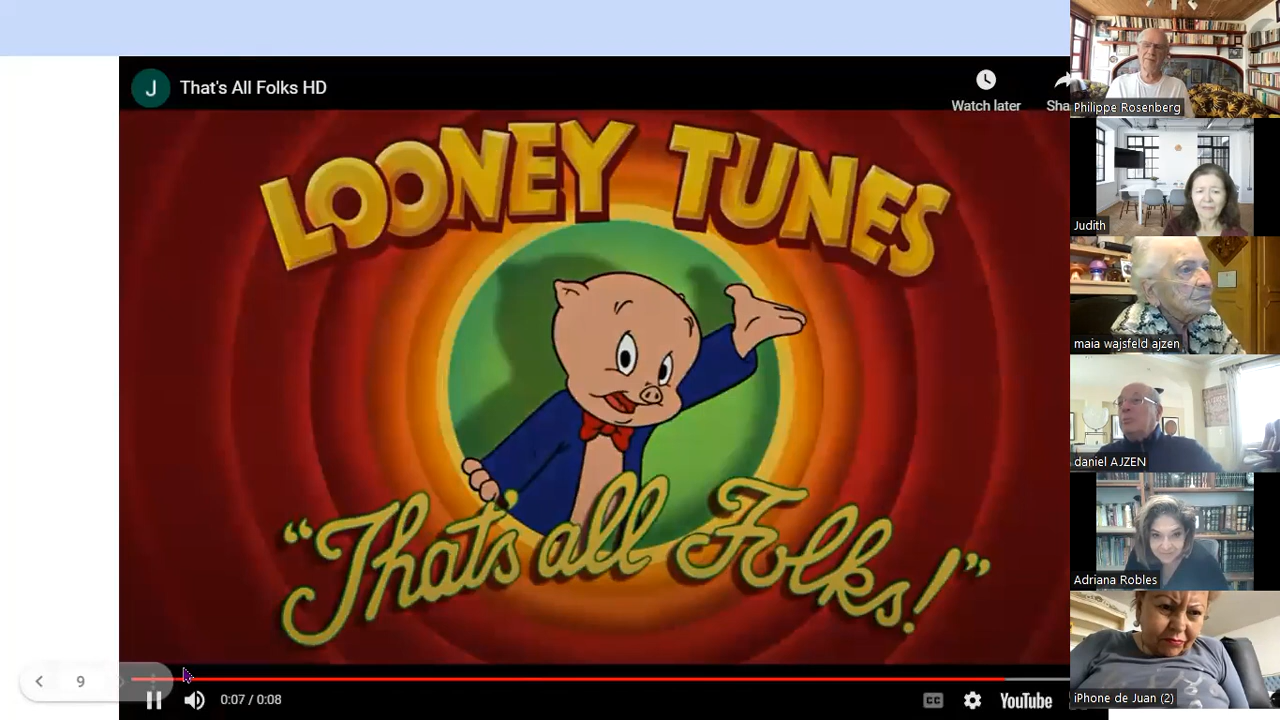 J
That's All Folks HD
Watch later
Sha
LOONEY TUNES
"That's all Folks!"
9
0:07 / 0:08
CC
YouTube
Philippe Rosenberg
Judith
maia wajsfeld ajzen
daniel AJZEN
Adriana Robles
iPhone de Juan (2)